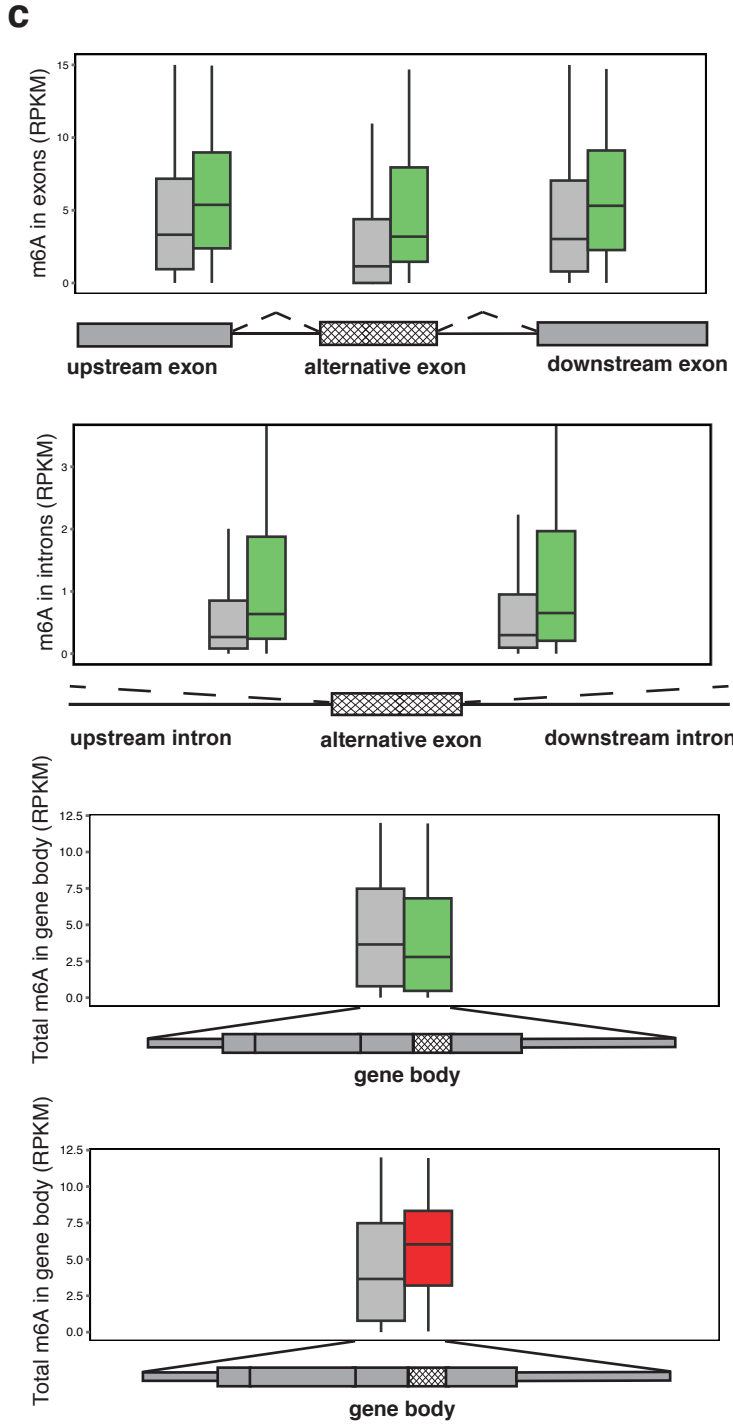 c
m6A in exons (RPKM)
15
10
5
0
upstream exon alternative exon downstream exon
m6A in introns (RPKM)
3
2
1
0
upstream intron alternative exon downstream intron
Total m6A in gene body (RPKM)
12.5
10.0
7.5
5.0
2.5
0.0
gene body
Total m6A in gene body (RPKM)
12.5
10.0
7.5
5.0
2.5
0.0
gene body